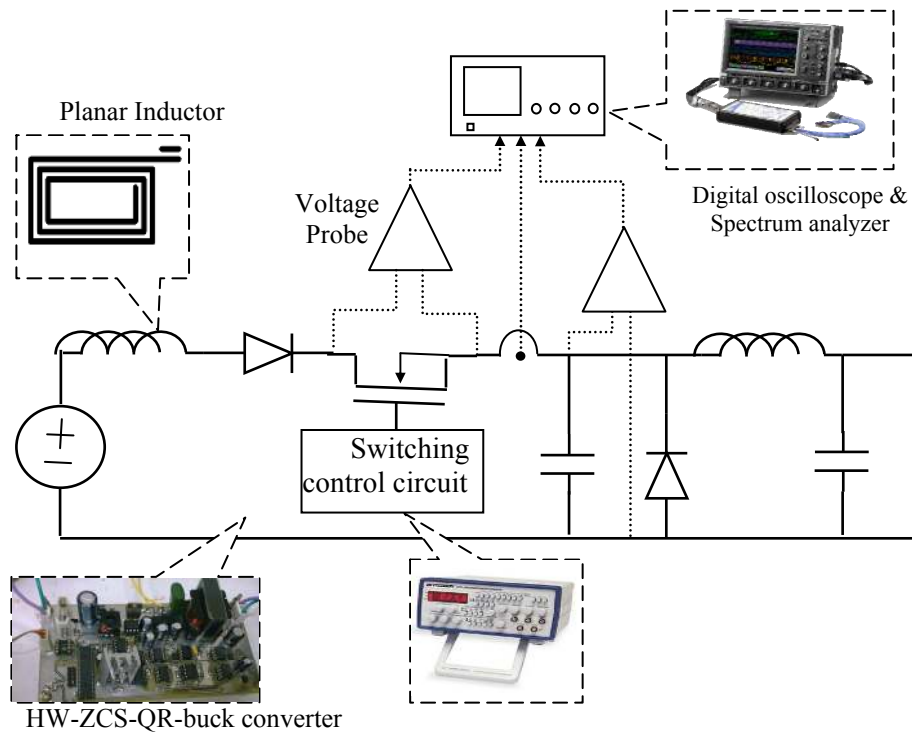 Planar Inductor
Voltage
Probe
Digital oscilloscope &
Spectrum analyzer
Switching
control circuit
HW-ZCS-QR-buck converter